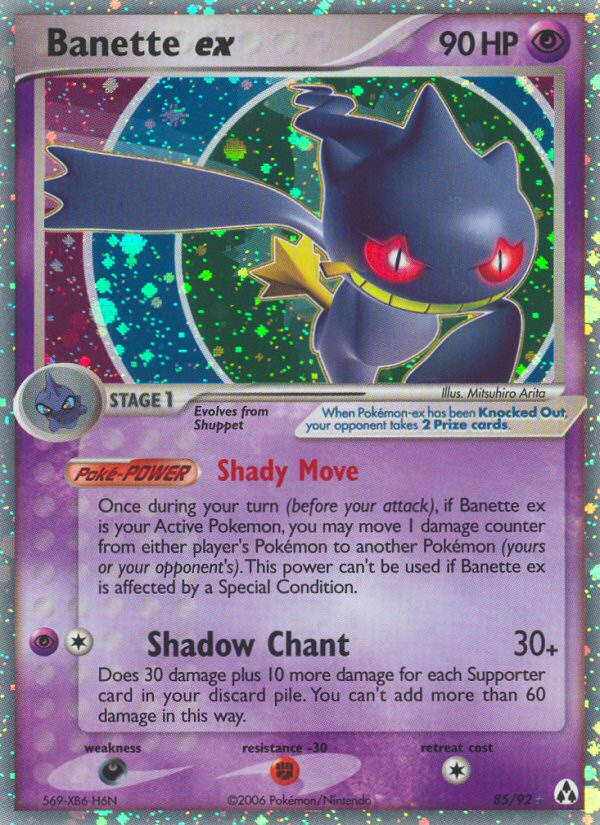 Banette ex 90 HP
Illus. Mitsuhiro Arita
STAGE 1
Evolves from
Shuppet
When Pokémon-ex has been Knocked Out,
your opponent takes 2 Prize cards.
Poké-POWER Shady Move
Once during your turn (before your attack), if Banette ex
is your Active Pokemon, you may move 1 damage counter
from either player's Pokémon to another Pokémon (yours
or your opponent's). This power can't be used if Banette ex
is affected by a Special Condition.
Shadow Chant 30+
Does 30 damage plus 10 more damage for each Supporter
card in your discard pile. You can't add more than 60
damage in this way.
weakness resistance -30 retreat cost
569-XB6-H6N ©2006 Pokémon/Nintendo 85/92